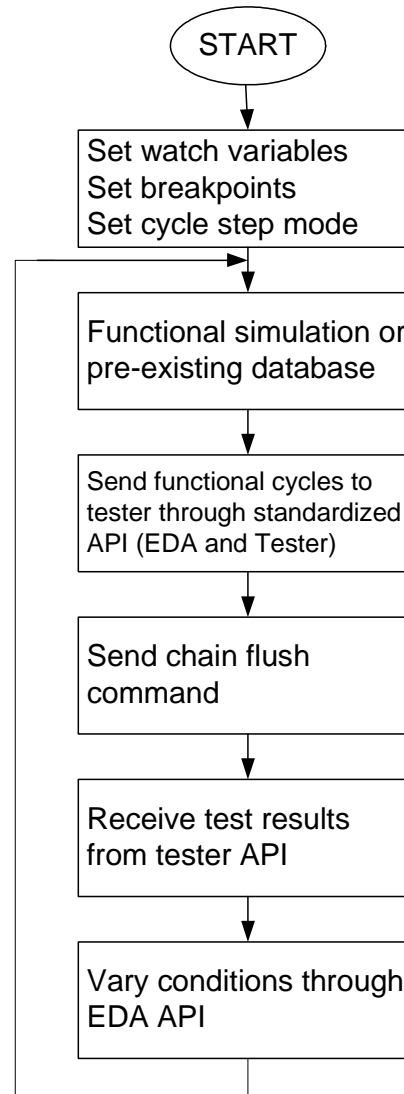 START
Set watch variables
Set breakpoints
Set cycle step mode
Functional simulation or
pre-existing database
Send functional cycles to
tester through standardized
API (EDA and Tester)
Send chain flush
command
Receive test results
from tester API
Vary conditions through
EDA API